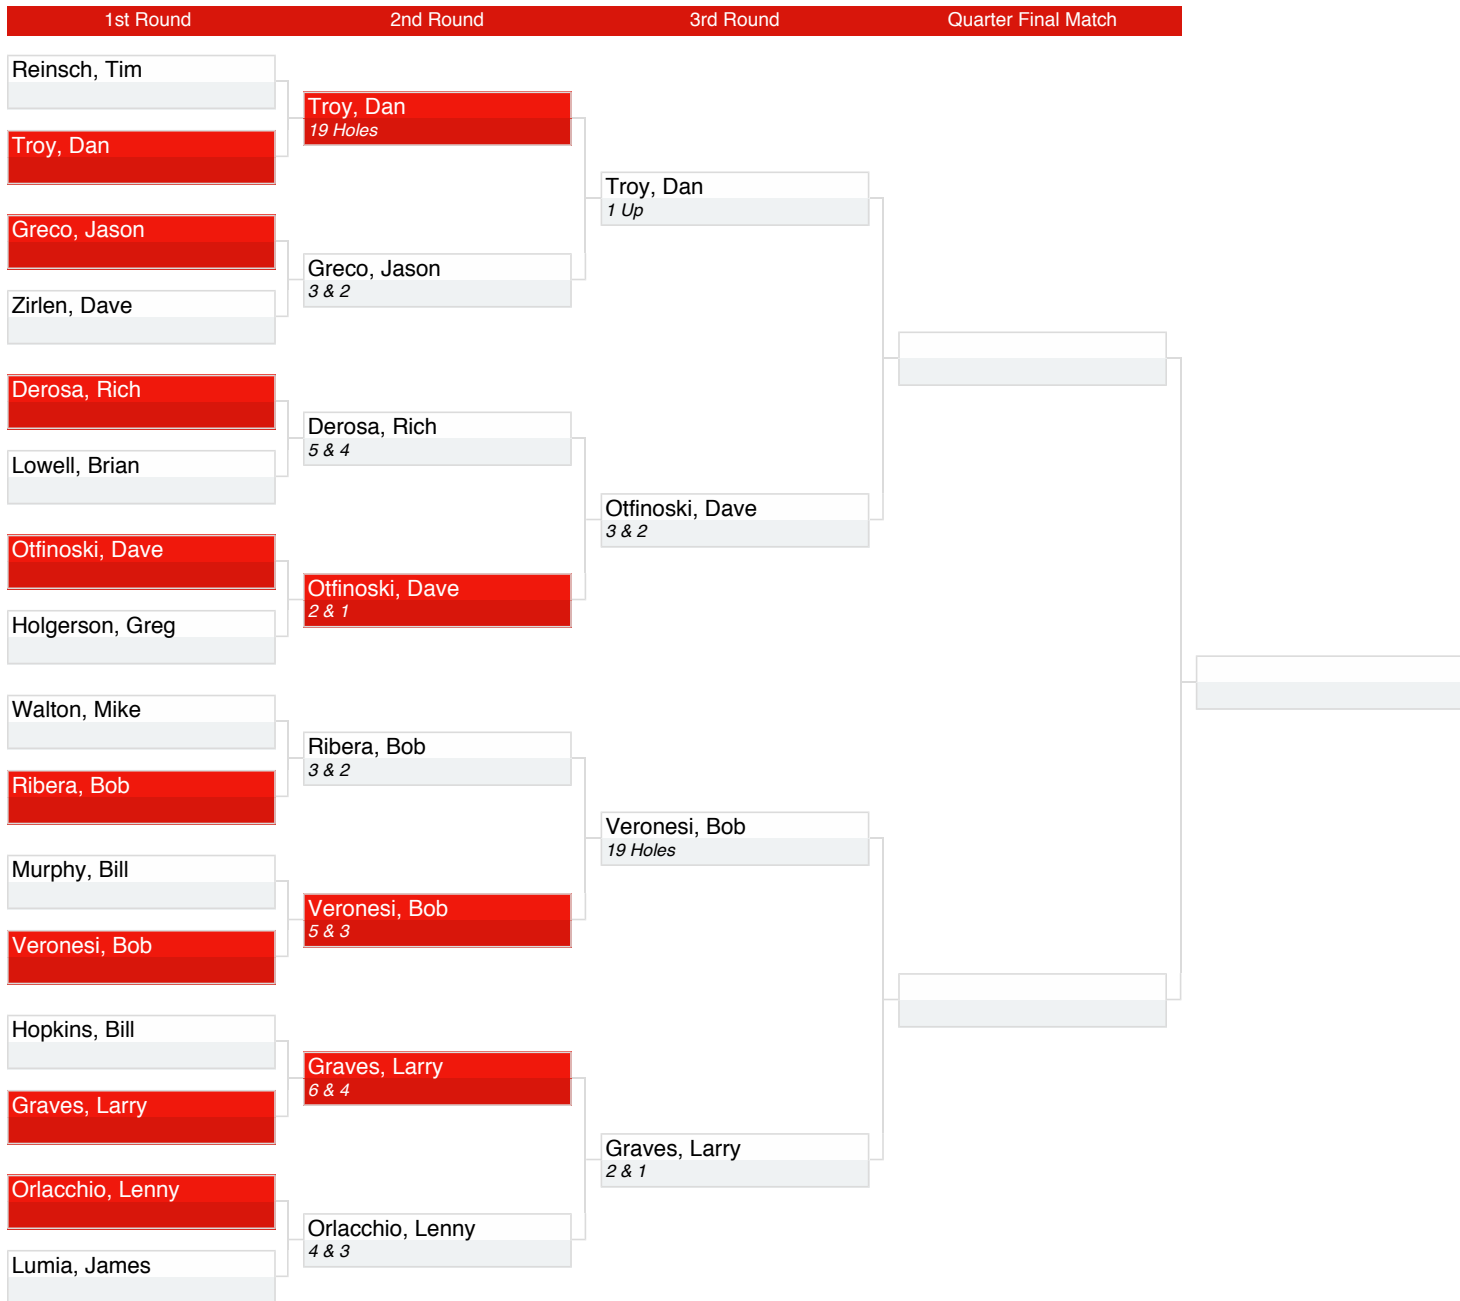 1st Round
2nd Round
3rd Round
Quarter Final Match
Reinsch, Tim
Troy, Dan
Greco, Jason
Zirlen, Dave
Derosa, Rich
Lowell, Brian
Otfinoski, Dave
Holgerson, Greg
Walton, Mike
Ribera, Bob
Murphy, Bill
Veronesi, Bob
Hopkins, Bill
Graves, Larry
Orlacchio, Lenny
Lumia, James
Troy, Dan
19 Holes
Greco, Jason
3 & 2
Derosa, Rich
5 & 4
Otfinoski, Dave
2 & 1
Ribera, Bob
3 & 2
Veronesi, Bob
5 & 3
Graves, Larry
6 & 4
Orlacchio, Lenny
4 & 3
Troy, Dan
1 Up
Otfinoski, Dave
3 & 2
Veronesi, Bob
19 Holes
Graves, Larry
2 & 1